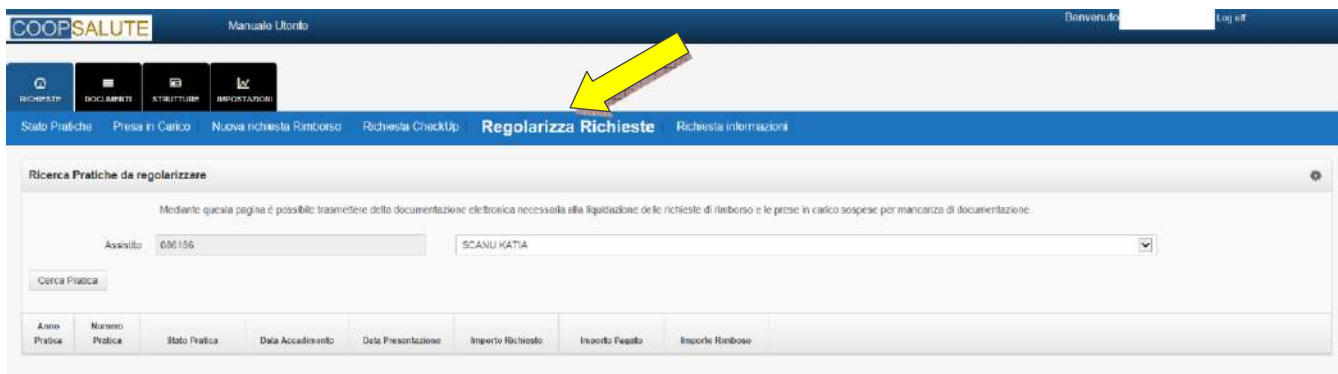 COOPSALUTE
Manuale Utente
Benvenuto
Log off
RICHIESTE DOCUMENTI STRUTTURE IMPOSTAZIONI
Stato Pratiche Presa in Carico Nuova richiesta Rimborso Richiesta CheckUp Regolarizza Richieste Richiesta informazioni
Ricerca Pratiche da regolarizzare
Mediante questa pagina è possibile trasmettere della documentazione elettronica necessaria alla liquidazione delle richieste di rimborso e le prese in carico sospese per mancanza di documentazione
Assistito 086186 SCANU KATIA
Cerca Pratica
Anno Pratica Numero Pratica Stato Pratica Data Accadimento Data Presentazione Importo Richiesto Importo Pagato Importo Rimboso